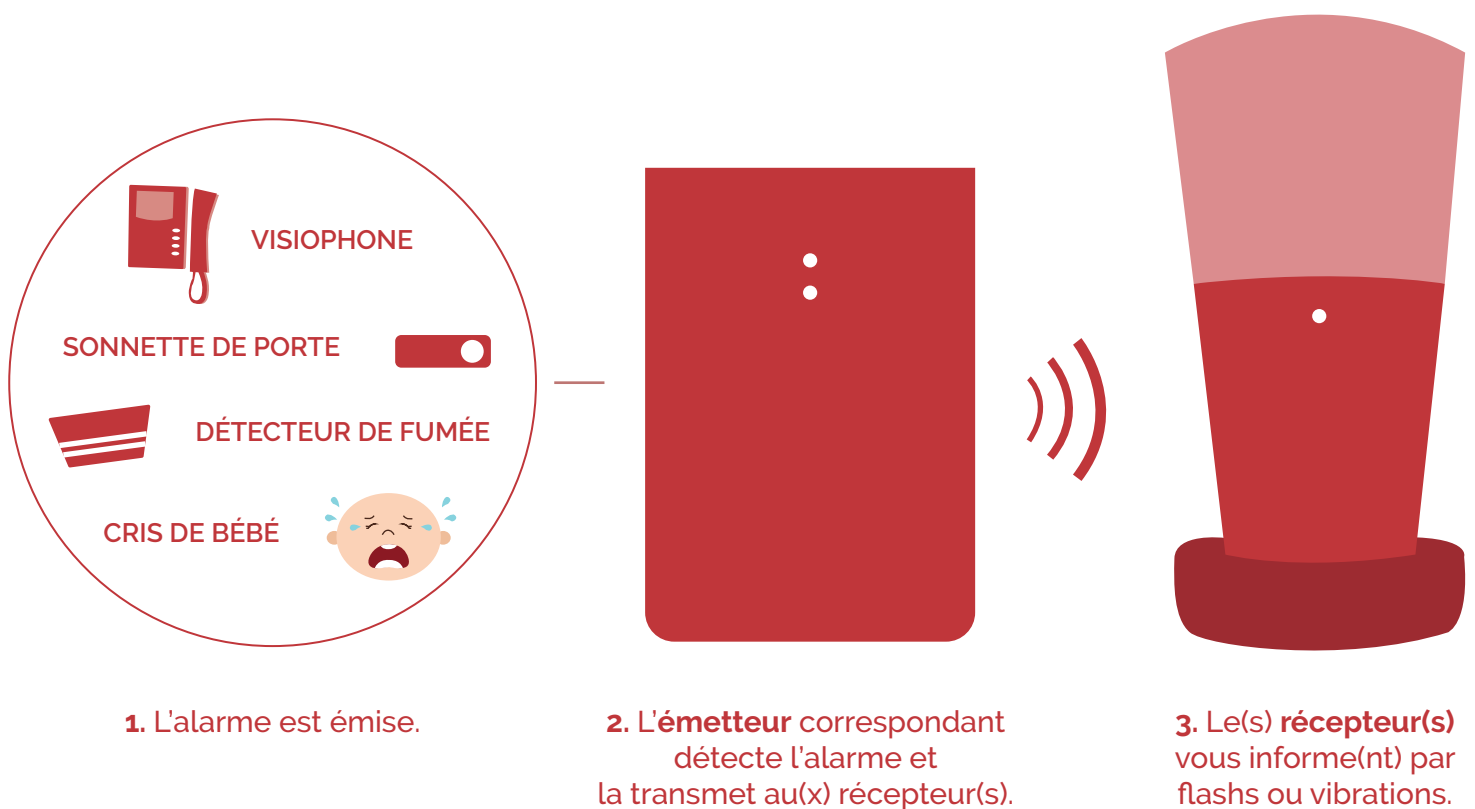 VISIOPHONE
SONNETTE DE PORTE
DÉTECTEUR DE FUMÉE
CRIS DE BÉBÉ
1. L'alarme est émise.
2. L'émetteur correspondant
détecte l'alarme et
la transmet au(x) récepteur(s).
3. Le(s) récepteur(s)
vous informe(nt) par
flashs ou vibrations.